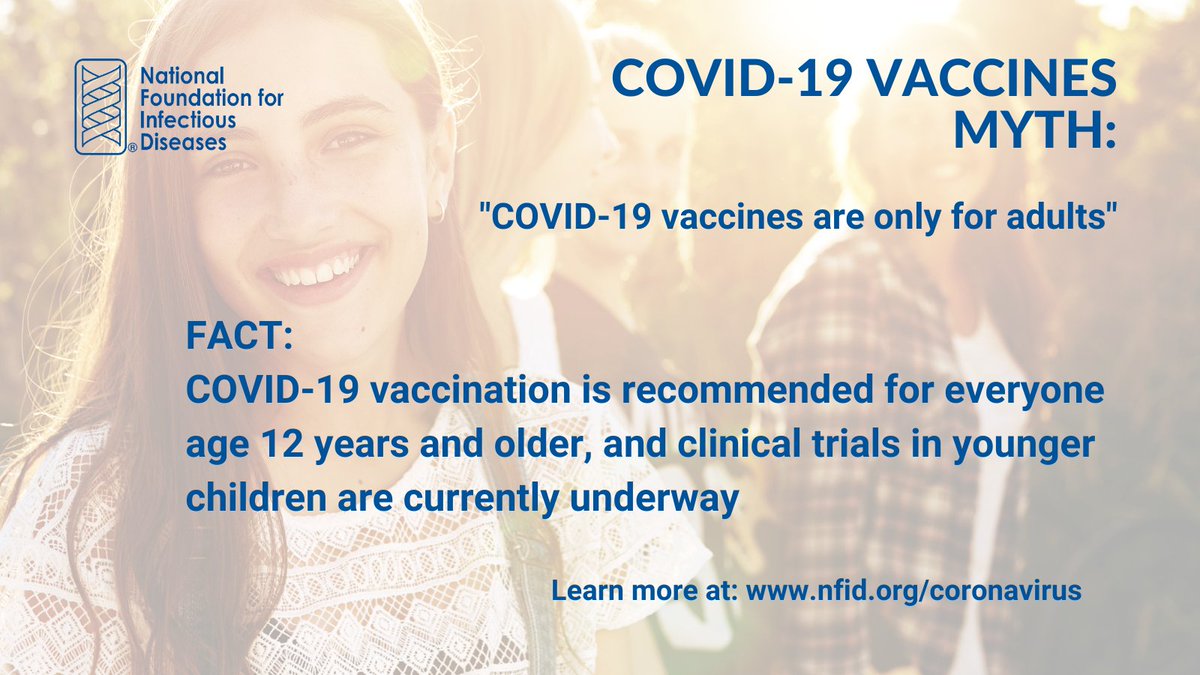 National
Foundation for
Infectious
Diseases
®
COVID-19 VACCINES
MYTH:
"COVID-19 vaccines are only for adults"
FACT:
COVID-19 vaccination is recommended for everyone
age 12 years and older, and clinical trials in younger
children are currently underway
Learn more at: www.nfid.org/coronavirus